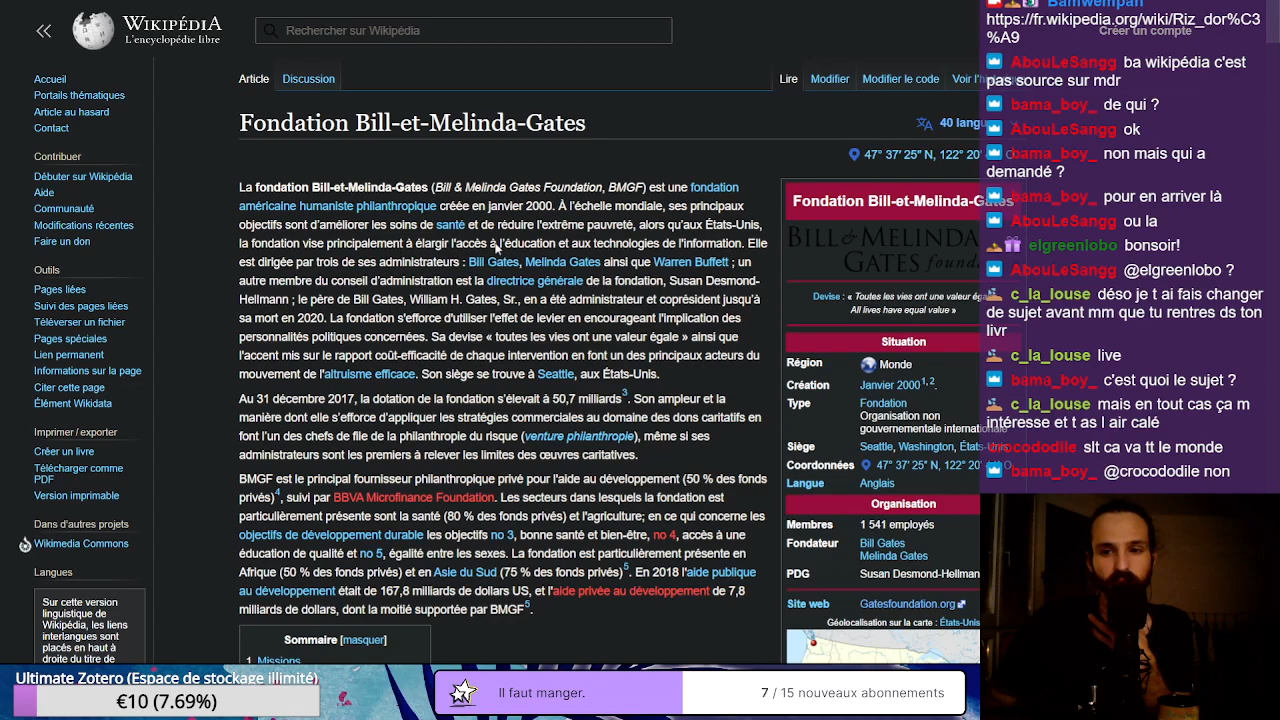 WIKIPÉDIA
L'encyclopédie libre
Rechercher sur Wikipédia
Créer un compte
Accueil
Portails thématiques
Article au hasard
Contact
Contribuer
Débuter sur Wikipédia
Aide
Communauté
Modifications récentes
Faire un don
Outils
Pages liées
Suivi des pages liées
Téléverser un fichier
Pages spéciales
Lien permanent
Informations sur la page
Citer cette page
Élément Wikidata
Imprimer / exporter
Créer un livre
Télécharger comme
PDF
Version imprimable
Dans d'autres projets
Wikimedia Commons
Langues
Sur cette version
linguistique de
Wikipédia, les liens
interlangues sont
placés en haut
à droite du titre de
Article Discussion
Lire Modifier Modifier le code Voir
Fondation Bill-et-Melinda-Gates
40
47° 37′ 25″ N, 122° 20′
La fondation Bill-et-Melinda-Gates (Bill & Melinda Gates Foundation, BMGF) est une fondation
américaine humaniste philanthropique créée en janvier 2000. À l'échelle mondiale, ses principaux
objectifs sont d'améliorer les soins de santé et de réduire l'extrême pauvreté, alors qu'aux États-Unis,
la fondation vise principalement à élargir l'accès à l'éducation et aux technologies de l'information. Elle
est dirigée par trois de ses administrateurs : Bill Gates, Melinda Gates ainsi que Warren Buffett ; un
autre membre du conseil d'administration est la directrice générale de la fondation, Susan Desmond-
Hellmann ; le père de Bill Gates, William H. Gates, Sr., en a été administrateur et coprésident jusqu'à
sa mort en 2020. La fondation s'efforce d'utiliser l'effet de levier en encourageant l'implication des
personnalités politiques concernées. Sa devise « toutes les vies ont une valeur égale » ainsi que
l'accent mis sur le rapport coût-efficacité de chaque intervention en font un des principaux acteurs du
mouvement de l'altruisme efficace. Son siège se trouve à Seattle, aux États-Unis.
Au 31 décembre 2017, la dotation de la fondation s'élevait à 50,7 milliards3. Son ampleur et la
manière dont elle s'efforce d'appliquer les stratégies commerciales au domaine des dons caritatifs en
font l'un des chefs de file de la philanthropie du risque (venture philanthropie), même si ses
administrateurs sont les premiers à relever les limites des œuvres caritatives.
BMGF est le principal fournisseur philanthropique privé pour l'aide au développement (50 % des fonds
privés)4, suivi par BBVA Microfinance Foundation. Les secteurs dans lesquels la fondation est
particulièrement présente sont la santé (80 % des fonds privés) et l'agriculture; en ce qui concerne les
objectifs de développement durable les objectifs no 3, bonne santé et bien-être, no 4, accès à une
éducation de qualité et no 5, égalité entre les sexes. La fondation est particulièrement présente en
Afrique (50 % des fonds privés) et en Asie du Sud (75 % des fonds privés)5. En 2018 l'aide publique
au développement était de 167,8 milliards de dollars US, et l'aide privée au développement de 7,8
milliards de dollars, dont la moitié supportée par BMGF5.
Sommaire [masquer]
1 Missions
Fondation Bill-et-Melinda-Gates
BILL & MELINDA
GATES foundation
Devise : « Toutes les vies ont une valeur
All lives have equal value »
Situation
Région Monde
Création Janvier 20001, 2
Type Fondation
Organisation non
gouvernementale internationale
Siège Seattle, Washington, États-Unis
Coordonnées 47° 37′ 25″ N, 122° 20′
Langue Anglais
Organisation
Membres 1 541 employés
Fondateur Bill Gates
Melinda Gates
PDG Susan Desmond-Hellman
Site web Gatesfoundation.org
Géolocalisation sur la carte : États-Unis
Bamwempan
https://fr.wikipedia.org/wiki/Riz_dor%C3
%A9
AbouLeSangg ba wikipédia c'est
pas source sur mdr
bama_boy_ de qui ?
AbouLeSangg ok
bama_boy_ non mais qui a
demandé ?
bama_boy_ pour en arriver là
AbouLeSangg ou la
elgreenlobo bonsoir!
AbouLeSangg @elgreenlobo ?
c_la_louse déso je t ai fais changer
de sujet avant mm que tu rentres ds ton
livr
c_la_louse live
bama_boy_ c'est quoi le sujet ?
c_la_louse mais en tout cas ça m
intéresse et t as l air calé
crocododile slt ca va tt le monde
bama_boy_ @crocododile non
Ultimate Zotero (Espace de stockage illimité)
€10 (7.69%)
Il faut manger.
7 / 15 nouveaux abonnements